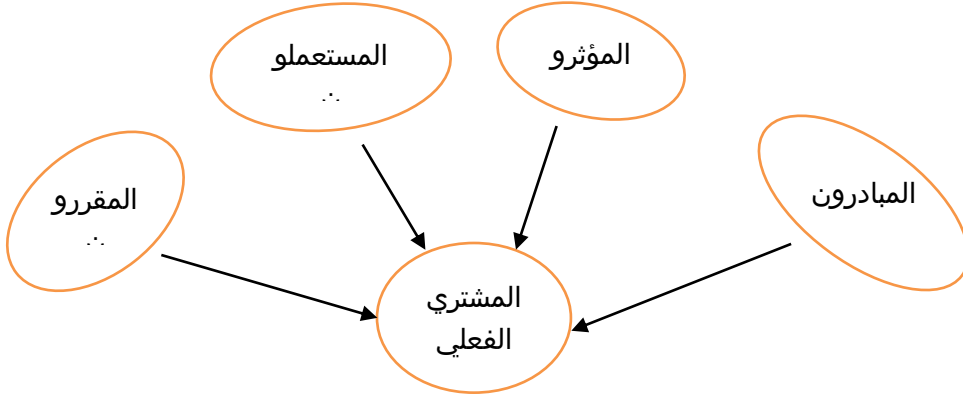 المؤثرو
المستعملو
المبادرون
المقررو
المشتري
الفعلي